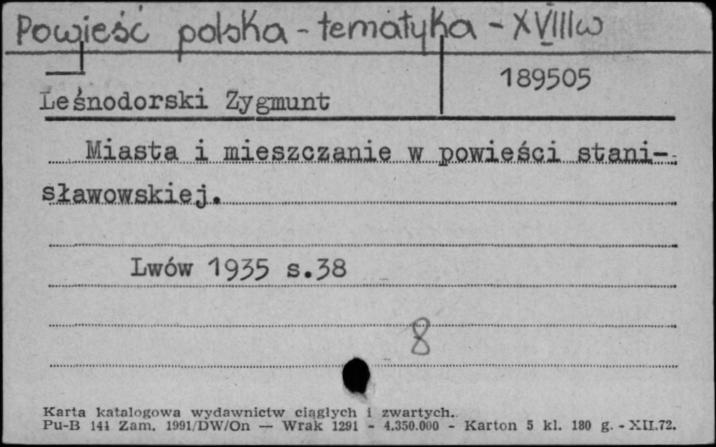 Powieść polska - tematyka - XVIIIw
189505
Leśnodorski Zygmunt
Miasta i mieszczanie w powieści stani-
sławowskiej.
Lwów 1935 s.38
8
Karta katalogowa wydawnictw ciągłych i zwartych.
Pu-B 141 Zam. 1991/DW/On — Wrak 1291 - 4.350.000 - Karton 5 kl. 180 g. - XII.72.